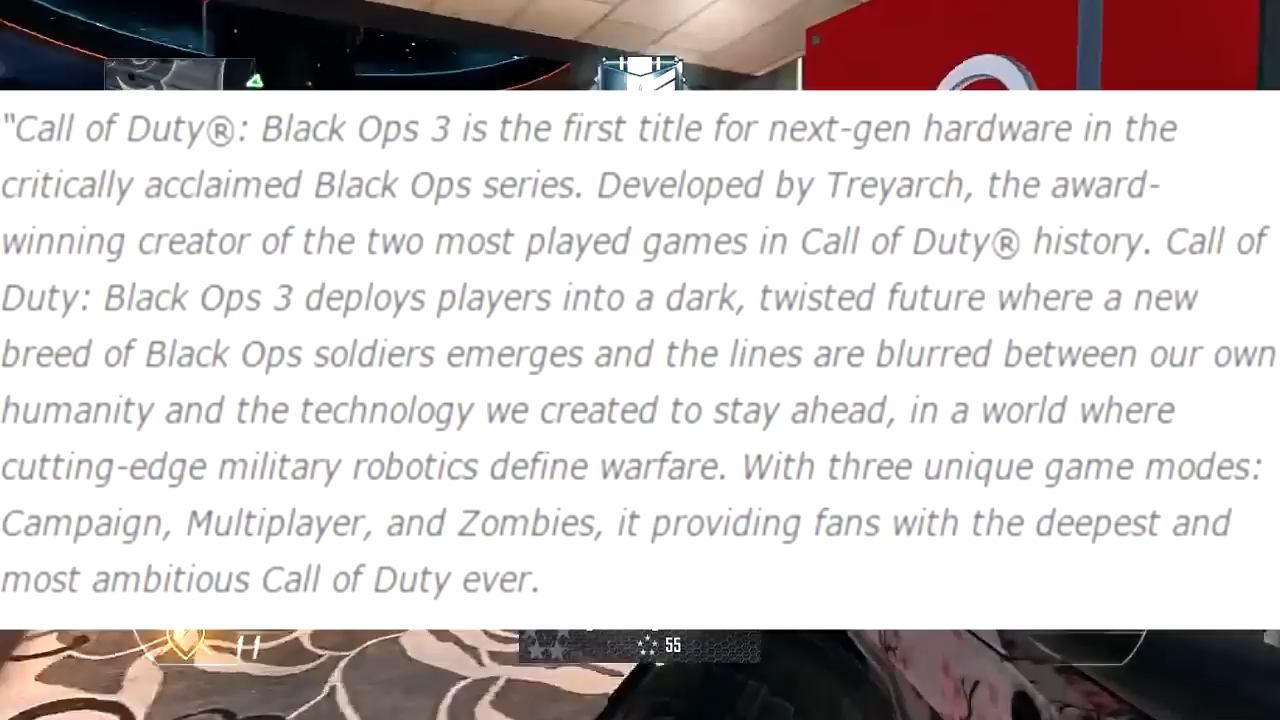 "Call of Duty®: Black Ops 3 is the first title for next-gen hardware in the
critically acclaimed Black Ops series. Developed by Treyarch, the award-
winning creator of the two most played games in Call of Duty® history. Call of
Duty: Black Ops 3 deploys players into a dark, twisted future where a new
breed of Black Ops soldiers emerges and the lines are blurred between our own
humanity and the technology we created to stay ahead, in a world where
cutting-edge military robotics define warfare. With three unique game modes:
Campaign, Multiplayer, and Zombies, it providing fans with the deepest and
most ambitious Call of Duty ever.
55